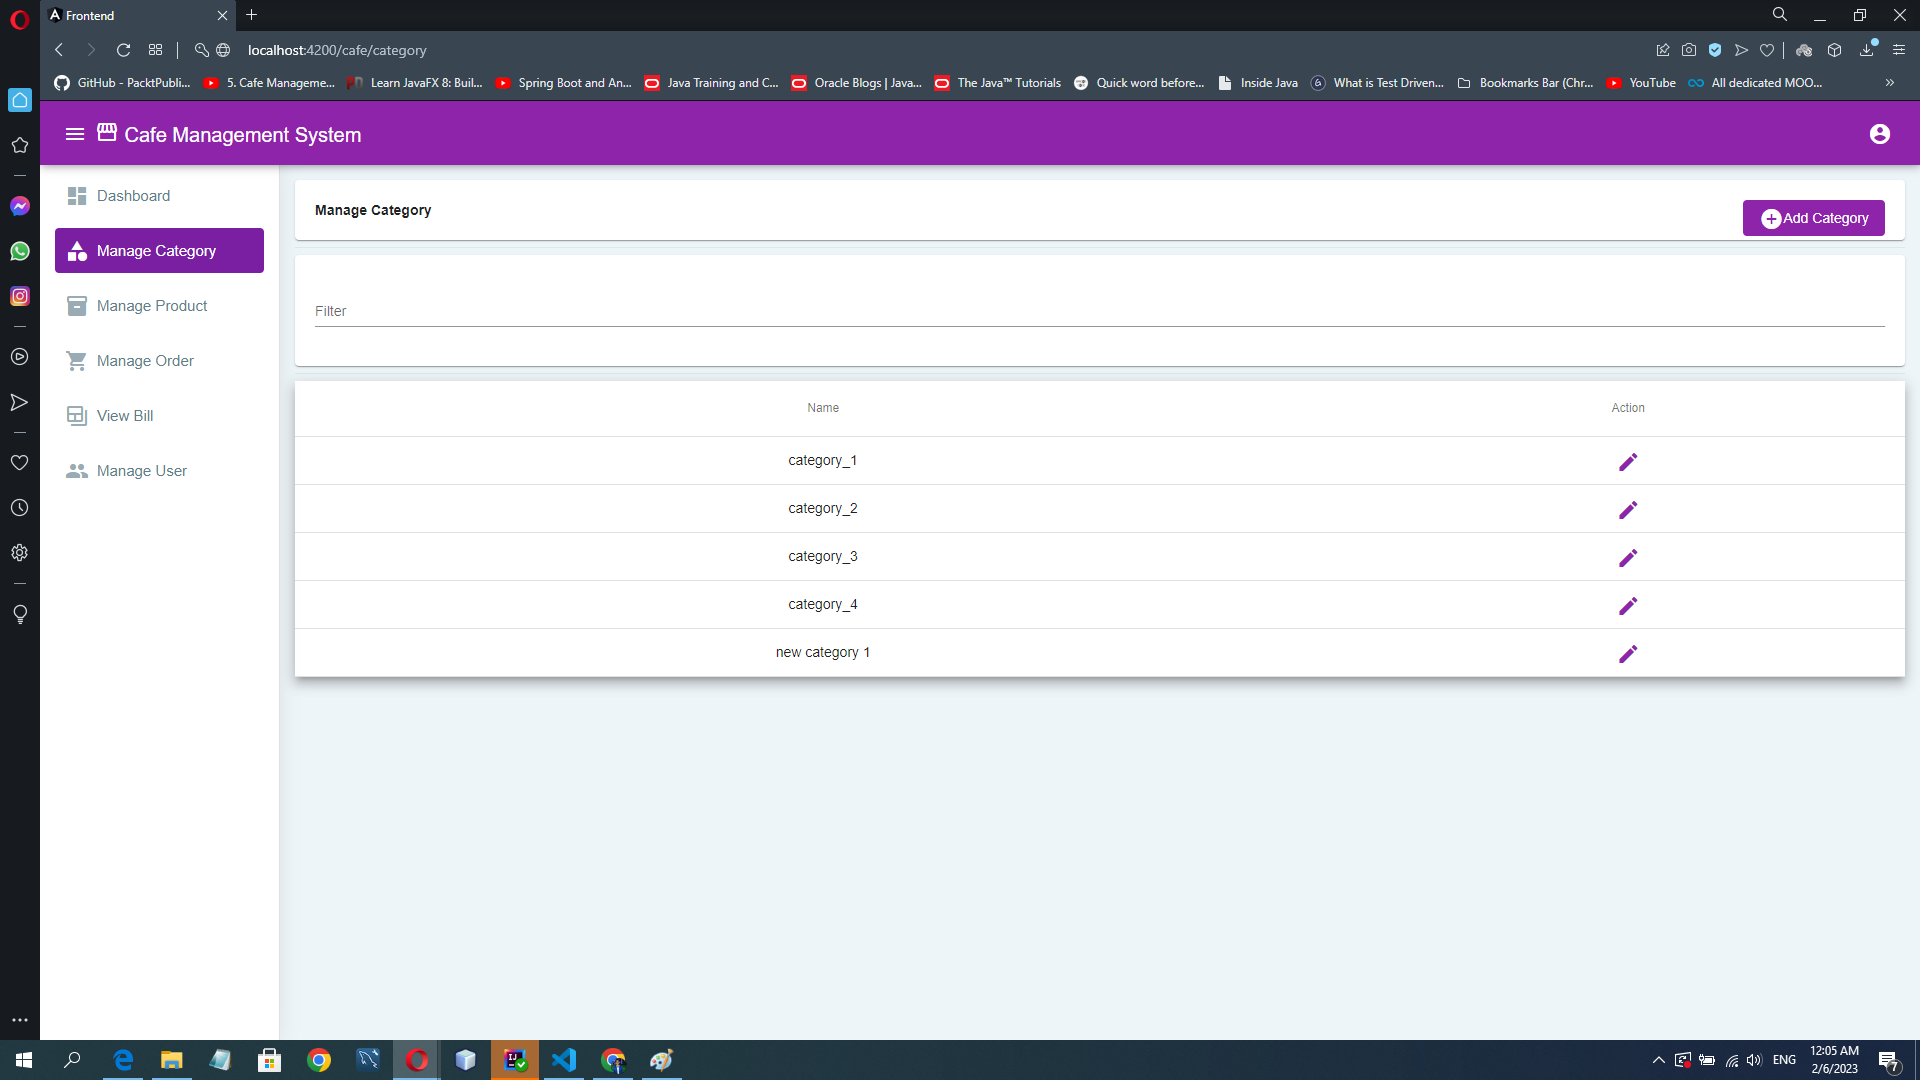 Frontend
localhost:4200/cafe/category
GitHub - PacktPubli... 5. Cafe Manageme... Learn JavaFX 8: Buil... Spring Boot and An... Java Training and C... Oracle Blogs | Java... The Java™ Tutorials Quick word before... Inside Java What is Test Driven... Bookmarks Bar (Chr... YouTube All dedicated MOO... »
Cafe Management System
Dashboard
Manage Category
Manage Product
Manage Order
View Bill
Manage User
Manage Category
Add Category
Filter
Name Action
category_1
category_2
category_3
category_4
new category 1
ENG
12:05 AM
2/6/2023
7